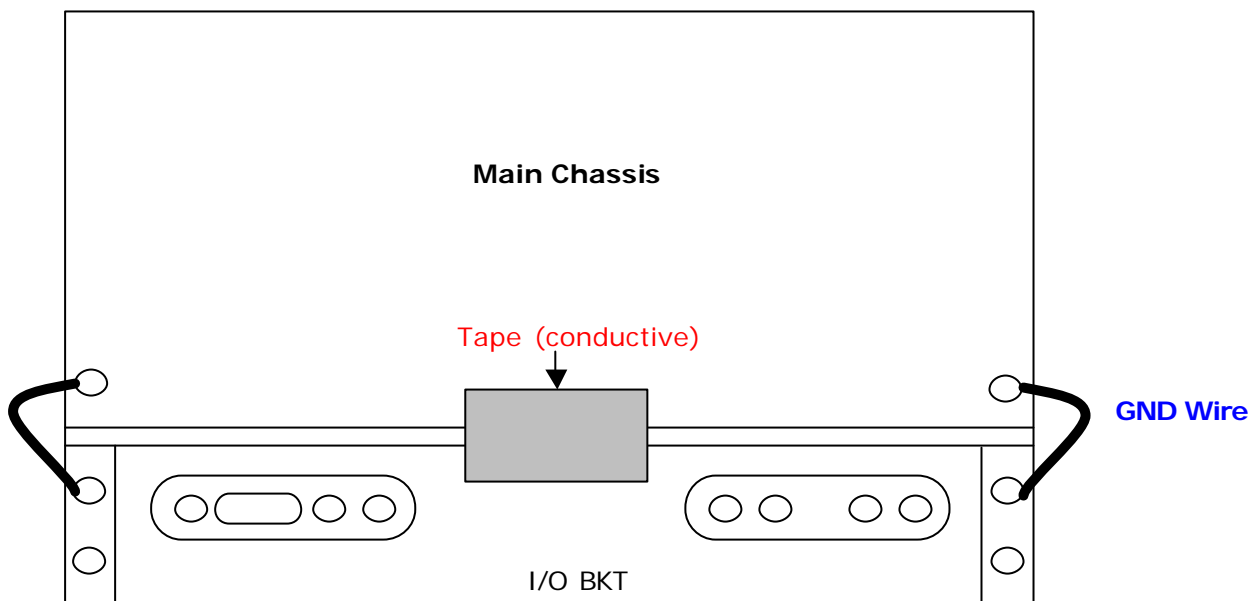 Main Chassis
Tape (conductive)
GND Wire
I/O BKT